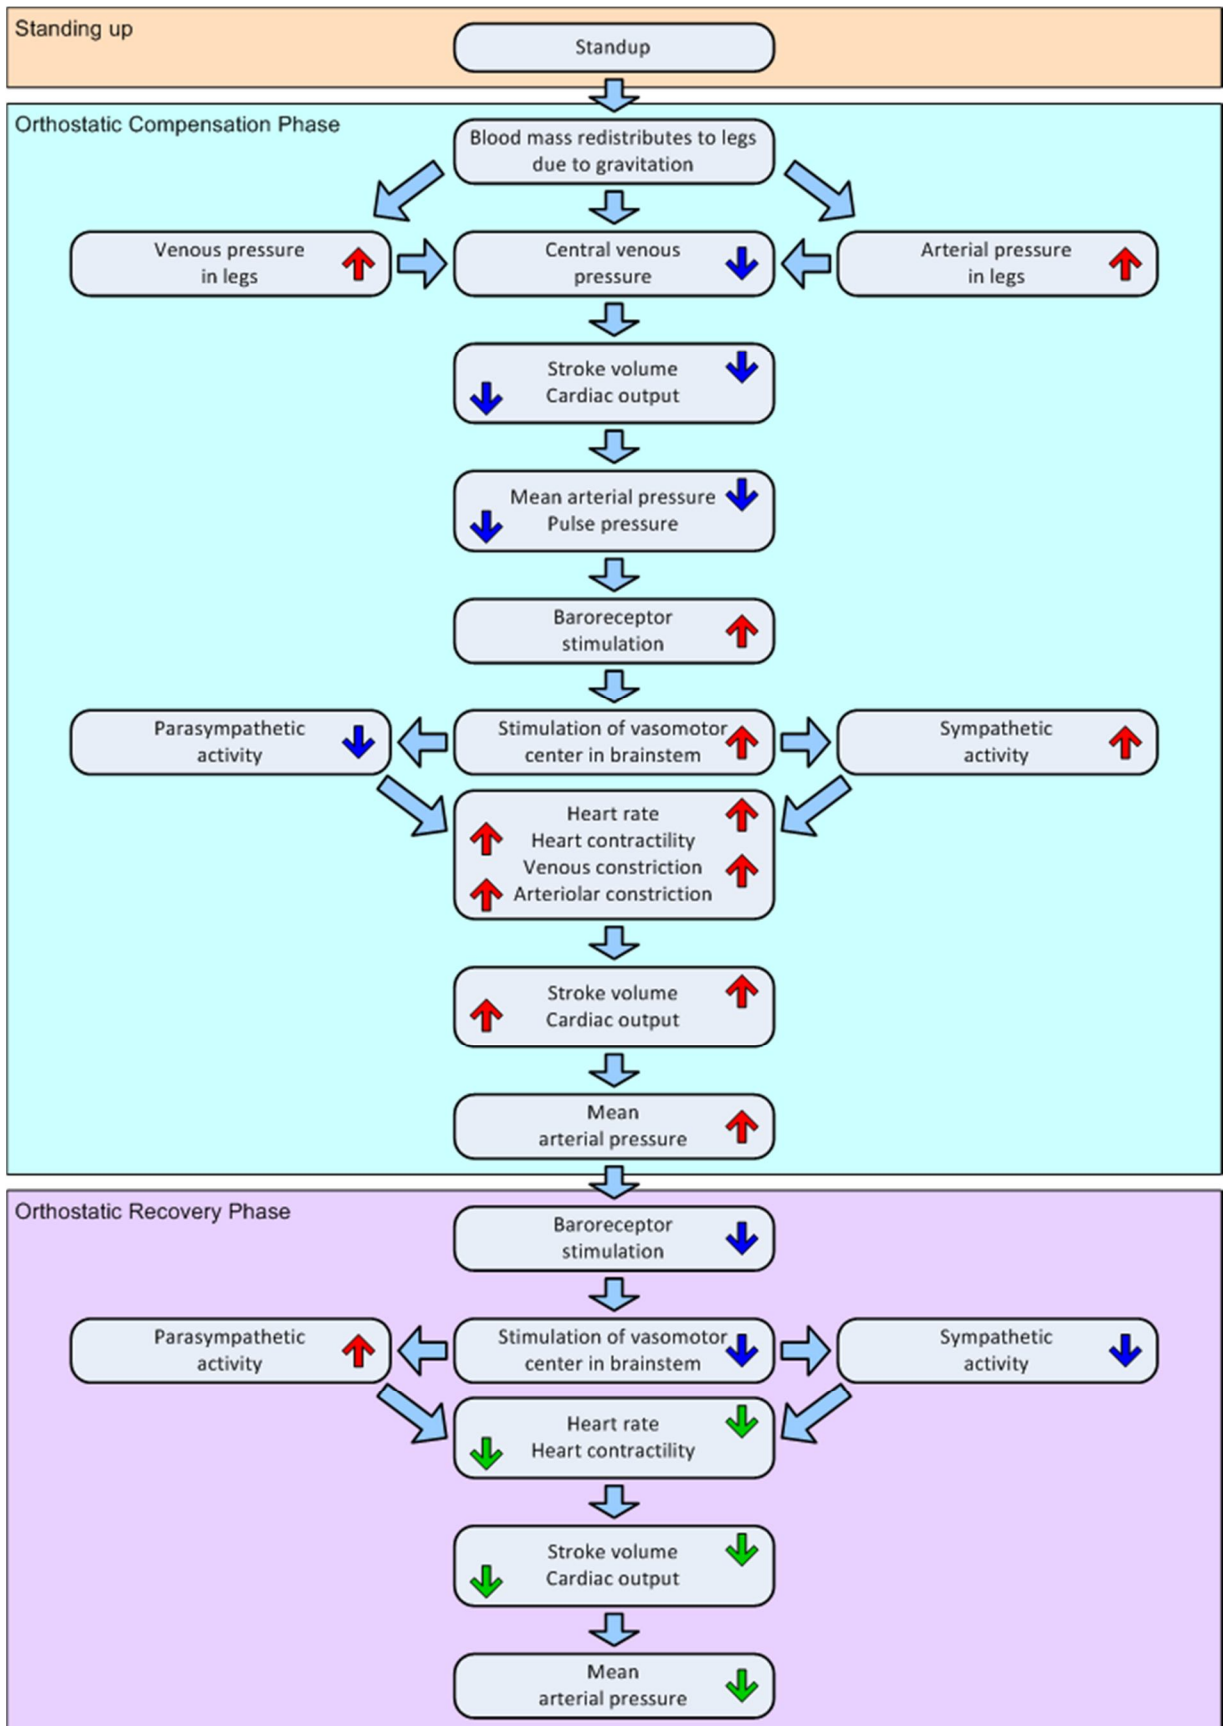 Standing up
Standup
Orthostatic Compensation Phase
Blood mass redistributes to legs
due to gravitation
Venous pressure
in legs
Central venous
pressure
Arterial pressure
in legs
Stroke volume
Cardiac output
Mean arterial pressure
Pulse pressure
Baroreceptor
stimulation
Parasympathetic
activity
Stimulation of vasomotor
center in brainstem
Sympathetic
activity
Heart rate
Heart contractility
Venous constriction
Arteriolar constriction
Stroke volume
Cardiac output
Mean
arterial pressure
Orthostatic Recovery Phase
Baroreceptor
stimulation
Parasympathetic
activity
Stimulation of vasomotor
center in brainstem
Sympathetic
activity
Heart rate
Heart contractility
Stroke volume
Cardiac output
Mean
arterial pressure